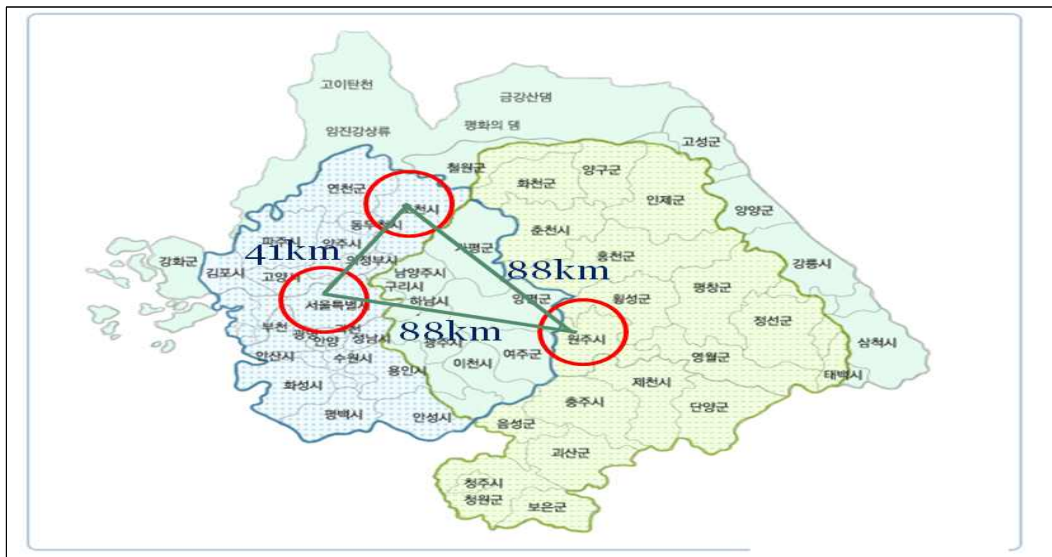 고이탄천
금강산댐
임진강상류
평화의 댐
고성군
철원군
양구군
연천군
화천군
인제군
천시
양양군
춘천시
파주시
양주시
가평군
강화군
41km
의정부시
홍천군
강릉시
김포시
고양시
남양주시
88km
구리시
평창군
서울특별시
하남시
양평군
횡성군
정선군
부천
광명
88km
원주시
삼척시
안양
성남시
광주시
안산시
수원시
여주군
영월군
용인시
이천시
태백시
화성시
제천시
충주시
단양군
평택시
안성시
음성군
괴산군
청주시
청원군
보은군